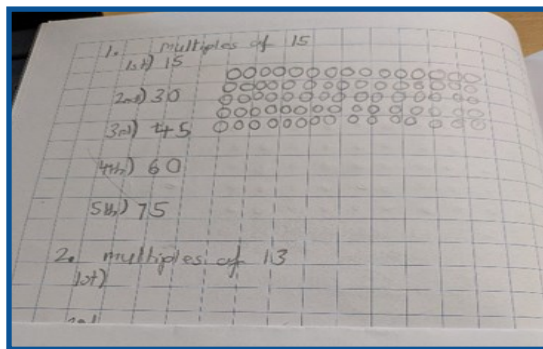 1. multiples of 15
1st) 15
2nd) 30
3rd) 45
4th) 60
5th) 75
2. multiples of 13
1st)